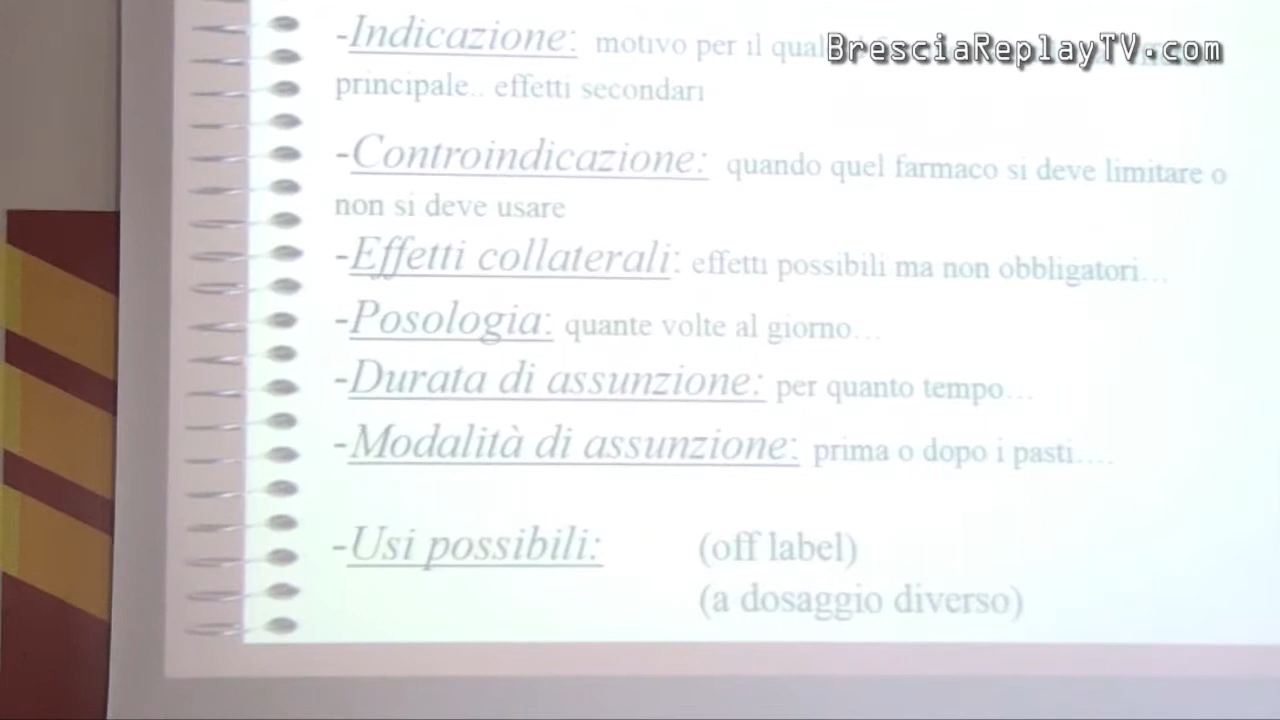 -Indicazione: motivo per il qual
BresciaReplayTV.com
principale.. effetti secondari
-Controindicazione: quando quel farmaco si deve limitare o
non si deve usare
-Effetti collaterali: effetti possibili ma non obbligatori...
-Posologia: quante volte al giorno...
-Durata di assunzione: per quanto tempo...
-Modalità di assunzione: prima o dopo i pasti....
-Usi possibili: (off label)
(a dosaggio diverso)